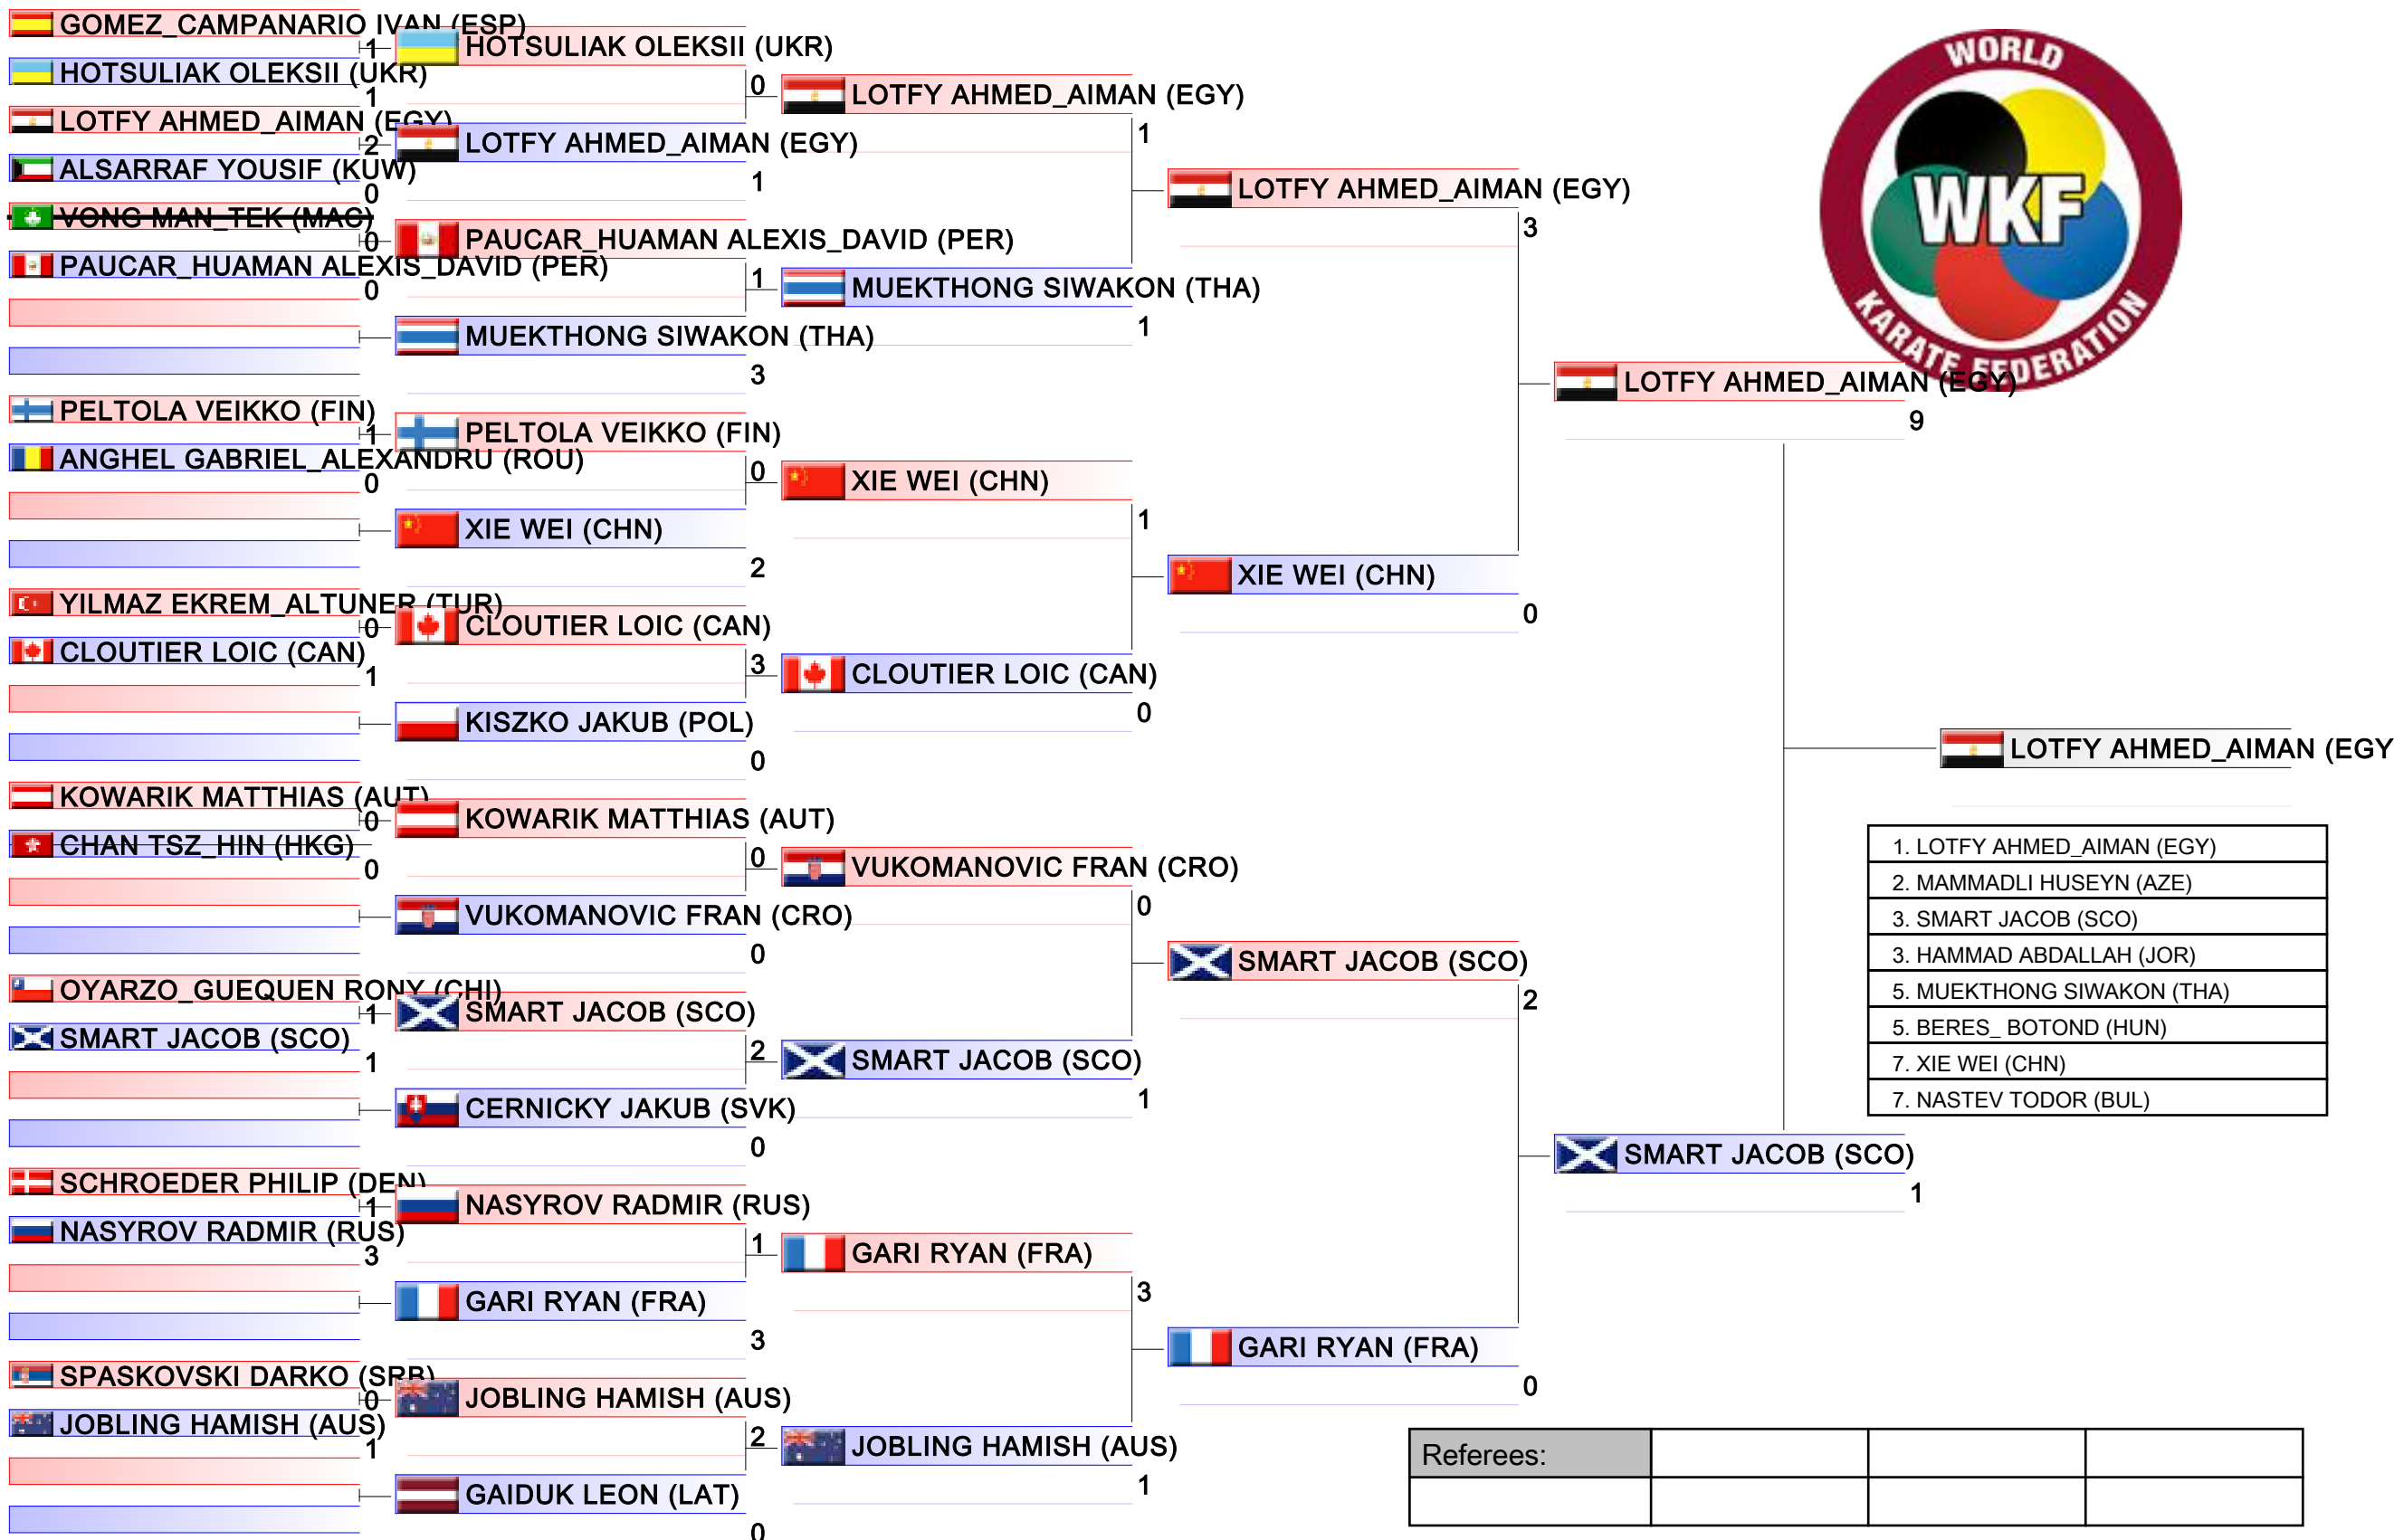 GOMEZ_CAMPANARIO IVAN (ESP)
1
HOTSULIAK OLEKSII (UKR)
1
LOTFY AHMED_AIMAN (EGY)
2
ALSARRAF YOUSIF (KUW)
0
VONG MAN_TEK (MAC)
0
PAUCAR_HUAMAN ALEXIS_DAVID (PER)
0
PELTOLA VEIKKO (FIN)
1
ANGHEL GABRIEL_ALEXANDRU (ROU)
0
YILMAZ EKREM_ALTUNER (TUR)
0
CLOUTIER LOIC (CAN)
1
KOWARIK MATTHIAS (AUT)
0
CHAN TSZ_HIN (HKG)
0
OYARZO_GUEQUEN RONY (CHI)
1
SMART JACOB (SCO)
1
SCHROEDER PHILIP (DEN)
1
NASYROV RADMIR (RUS)
3
SPASKOVSKI DARKO (SRB)
0
JOBLING HAMISH (AUS)
1
HOTSULIAK OLEKSII (UKR)
0
LOTFY AHMED_AIMAN (EGY)
1
PAUCAR_HUAMAN ALEXIS_DAVID (PER)
1
MUEKTHONG SIWAKON (THA)
3
PELTOLA VEIKKO (FIN)
0
XIE WEI (CHN)
2
CLOUTIER LOIC (CAN)
3
KISZKO JAKUB (POL)
0
KOWARIK MATTHIAS (AUT)
0
VUKOMANOVIC FRAN (CRO)
0
SMART JACOB (SCO)
2
CERNICKY JAKUB (SVK)
0
NASYROV RADMIR (RUS)
1
GARI RYAN (FRA)
3
JOBLING HAMISH (AUS)
2
GAIDUK LEON (LAT)
0
LOTFY AHMED_AIMAN (EGY)
1
MUEKTHONG SIWAKON (THA)
1
XIE WEI (CHN)
1
CLOUTIER LOIC (CAN)
0
VUKOMANOVIC FRAN (CRO)
0
SMART JACOB (SCO)
1
GARI RYAN (FRA)
3
JOBLING HAMISH (AUS)
1
LOTFY AHMED_AIMAN (EGY)
3
XIE WEI (CHN)
0
SMART JACOB (SCO)
2
GARI RYAN (FRA)
0
WORLD
WKF
KARATE FEDERATION
LOTFY AHMED_AIMAN (EGY)
9
SMART JACOB (SCO)
1
LOTFY AHMED_AIMAN (EGY
1. LOTFY AHMED_AIMAN (EGY)
2. MAMMADLI HUSEYN (AZE)
3. SMART JACOB (SCO)
3. HAMMAD ABDALLAH (JOR)
5. MUEKTHONG SIWAKON (THA)
5. BERES_ BOTOND (HUN)
7. XIE WEI (CHN)
7. NASTEV TODOR (BUL)
Referees: